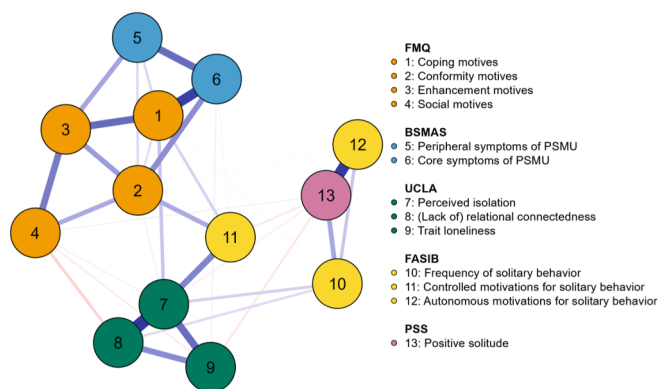 5
6
1
3
12
13
2
4
11
10
7
8
9
FMQ
1: Coping motives
2: Conformity motives
3: Enhancement motives
4: Social motives
BSMAS
5: Peripheral symptoms of PSMU
6: Core symptoms of PSMU
UCLA
7: Perceived isolation
8: (Lack of) relational connectedness
9: Trait loneliness
FASIB
10: Frequency of solitary behavior
11: Controlled motivations for solitary behavior
12: Autonomous motivations for solitary behavior
PSS
13: Positive solitude